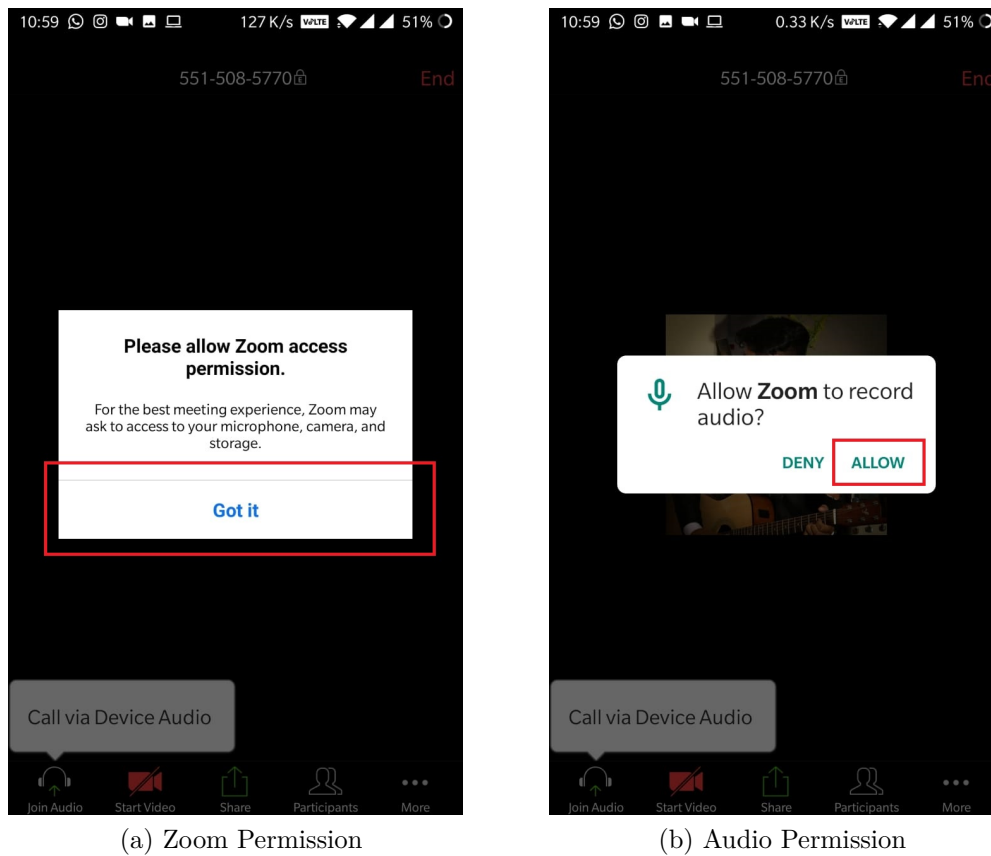 10:59 127 K/s VoLTE 51%
551-508-5770 End
Please allow Zoom access
permission.
For the best meeting experience, Zoom may
ask to access to your microphone, camera, and
storage.
Got it
Call via Device Audio
Join Audio Start Video Share Participants More
(a) Zoom Permission
10:59 0.33 K/s VoLTE 51%
551-508-5770 End
Allow Zoom to record
audio?
DENY ALLOW
Call via Device Audio
Join Audio Start Video Share Participants More
(b) Audio Permission